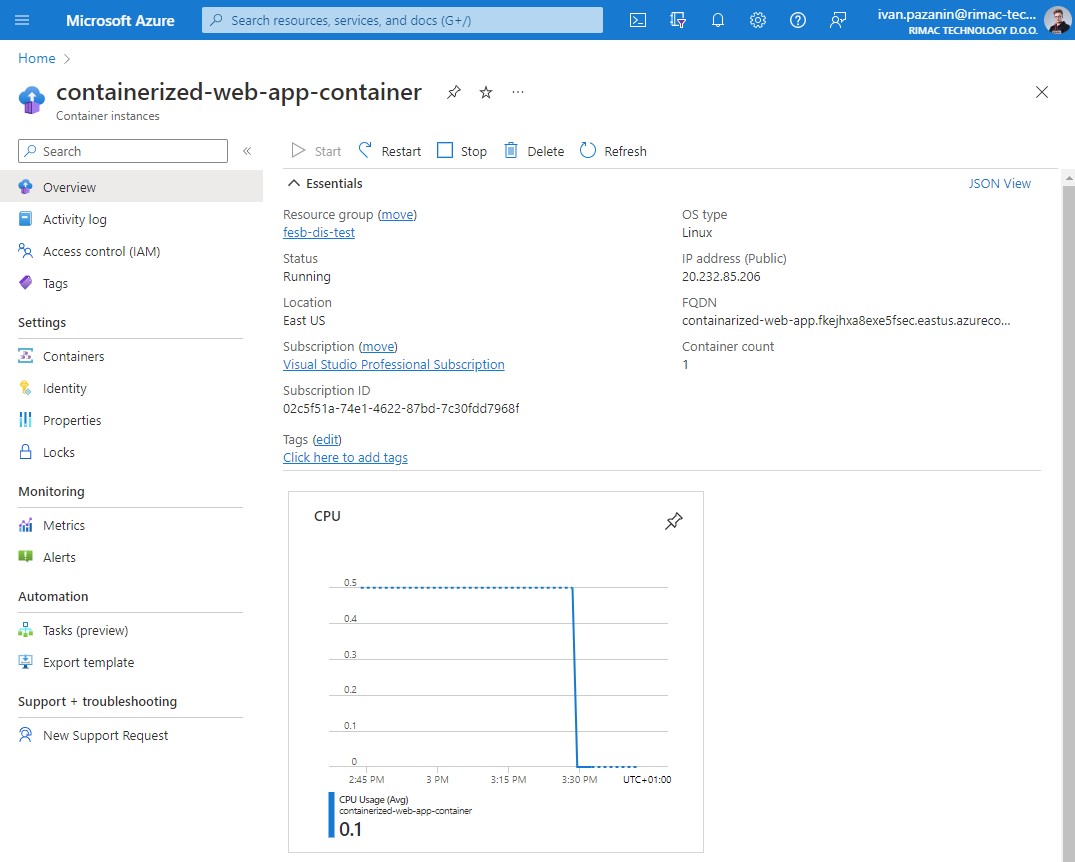 Microsoft Azure
Search resources, services, and docs (G+/)
ivan.pazanin@rimac-tec...
RIMAC TECHNOLOGY D.O.O.
Home
containerized-web-app-container
...
Container instances
Search
«
Start
Restart
Stop
Delete
Refresh
Overview
Activity log
Access control (IAM)
Tags
Settings
Containers
Identity
Properties
Locks
Monitoring
Metrics
Alerts
Automation
Tasks (preview)
Export template
Support + troubleshooting
New Support Request
Essentials
JSON View
Resource group (move)
fesb-dis-test
Status
Running
Location
East US
Subscription (move)
Visual Studio Professional Subscription
Subscription ID
02c5f51a-74e1-4622-87bd-7c30fdd7968f
Tags (edit)
Click here to add tags
OS type
Linux
IP address (Public)
20.232.85.206
FQDN
containarized-web-app.fkejhxa8exe5fsec.eastus.azureco...
Container count
1
CPU
0.5
0.4
0.3
0.2
0.1
0
2:45 PM 3 PM 3:15 PM 3:30 PM UTC+01:00
CPU Usage (Avg)
containerized-web-app-container
0.1